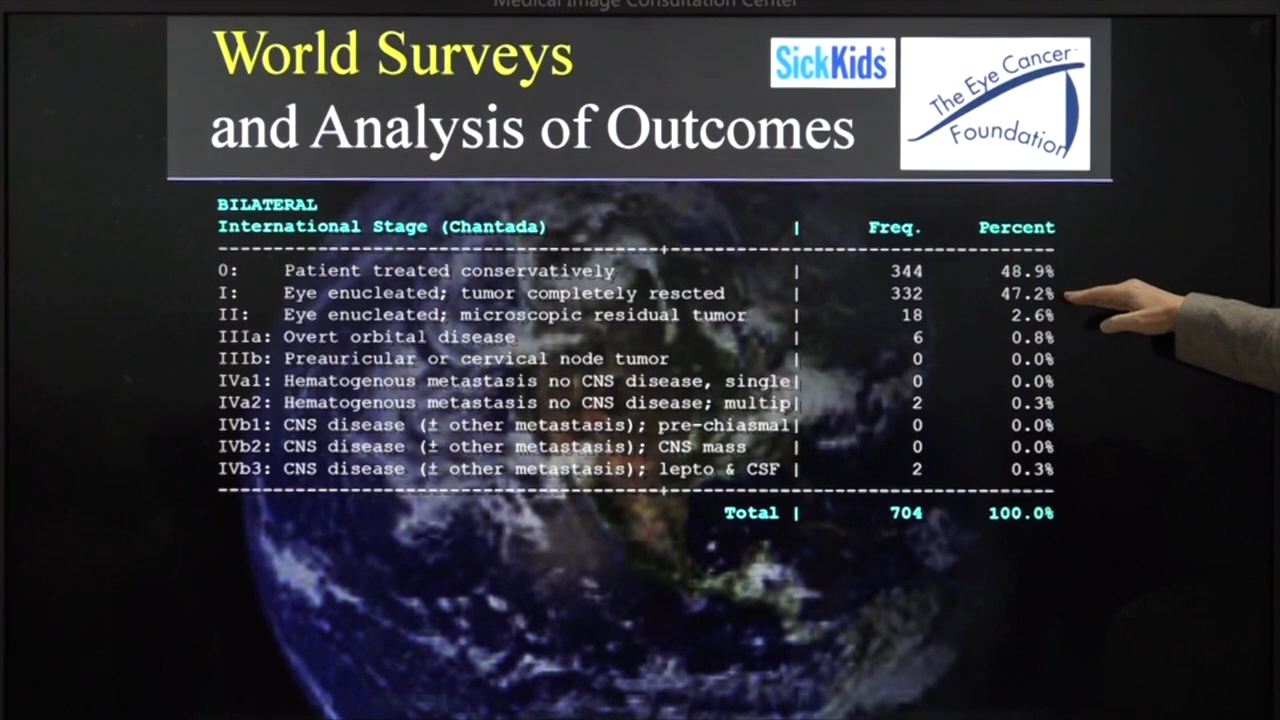 Medical Image Consultation Center
World Surveys
and Analysis of Outcomes
SickKids
The Eye Cancer
Foundation
BILATERAL
International Stage (Chantada) | Freq. Percent
0: Patient treated conservatively | 344 48.9%
I: Eye enucleated; tumor completely rescted | 332 47.2%
II: Eye enucleated; microscopic residual tumor | 18 2.6%
IIIa: Overt orbital disease | 6 0.8%
IIIb: Preauricular or cervical node tumor | 0 0.0%
IVa1: Hematogenous metastasis no CNS disease, single| 0 0.0%
IVa2: Hematogenous metastasis no CNS disease; multip| 2 0.3%
IVb1: CNS disease (± other metastasis); pre-chiasmal| 0 0.0%
IVb2: CNS disease (± other metastasis); CNS mass | 0 0.0%
IVb3: CNS disease (± other metastasis); lepto & CSF | 2 0.3%
Total | 704 100.0%